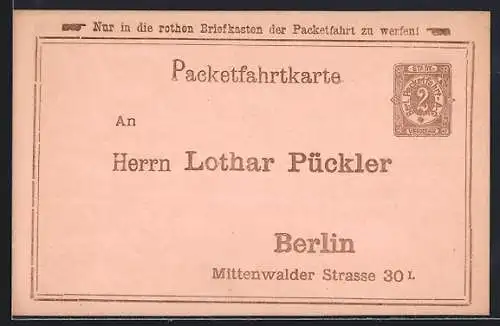 Nur in die rothen Briefkasten der Packetfahrt zu werfen!
Packetfahrtkarte
STADT-
2
An
Herrn Lothar Pückler
Berlin
Mittenwalder Strasse 30 I.